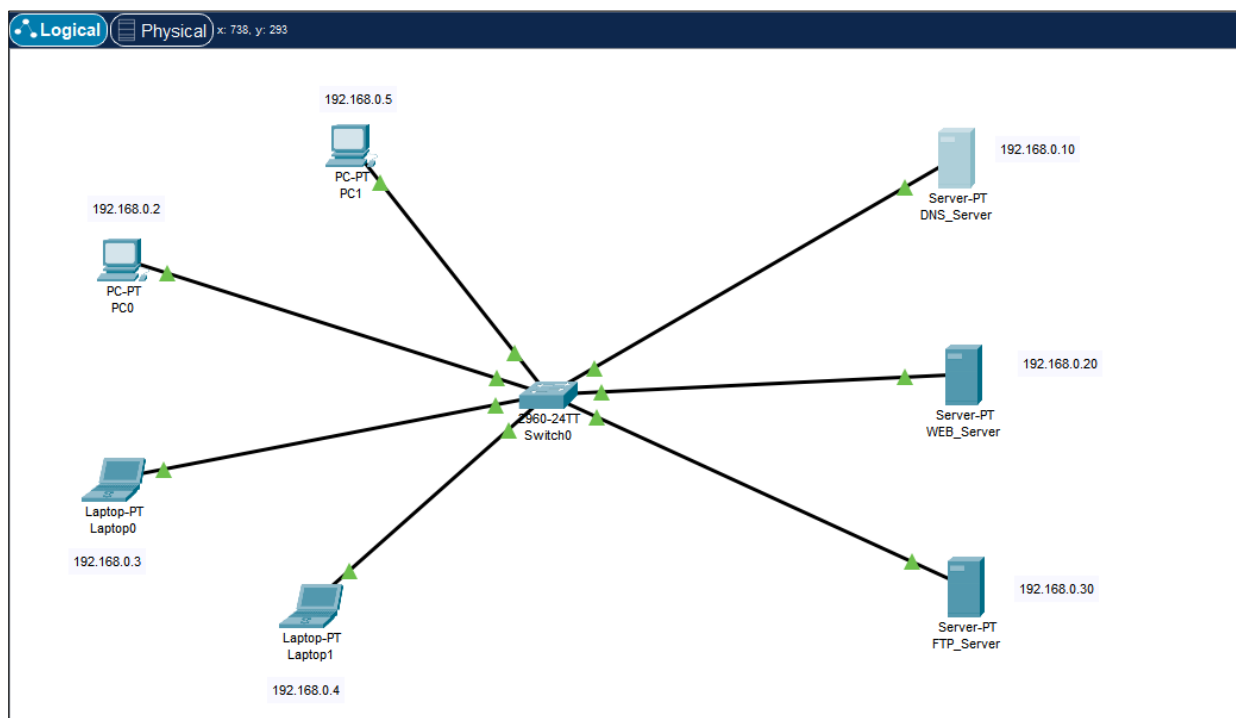 Logical
Physical
x: 738, y: 293
192.168.0.5
PC-PT
PC1
192.168.0.10
Server-PT
DNS_Server
192.168.0.2
PC-PT
PC0
192.168.0.20
Server-PT
WEB_Server
2960-24TT
Switch0
Laptop-PT
Laptop0
192.168.0.3
192.168.0.30
Server-PT
FTP_Server
Laptop-PT
Laptop1
192.168.0.4